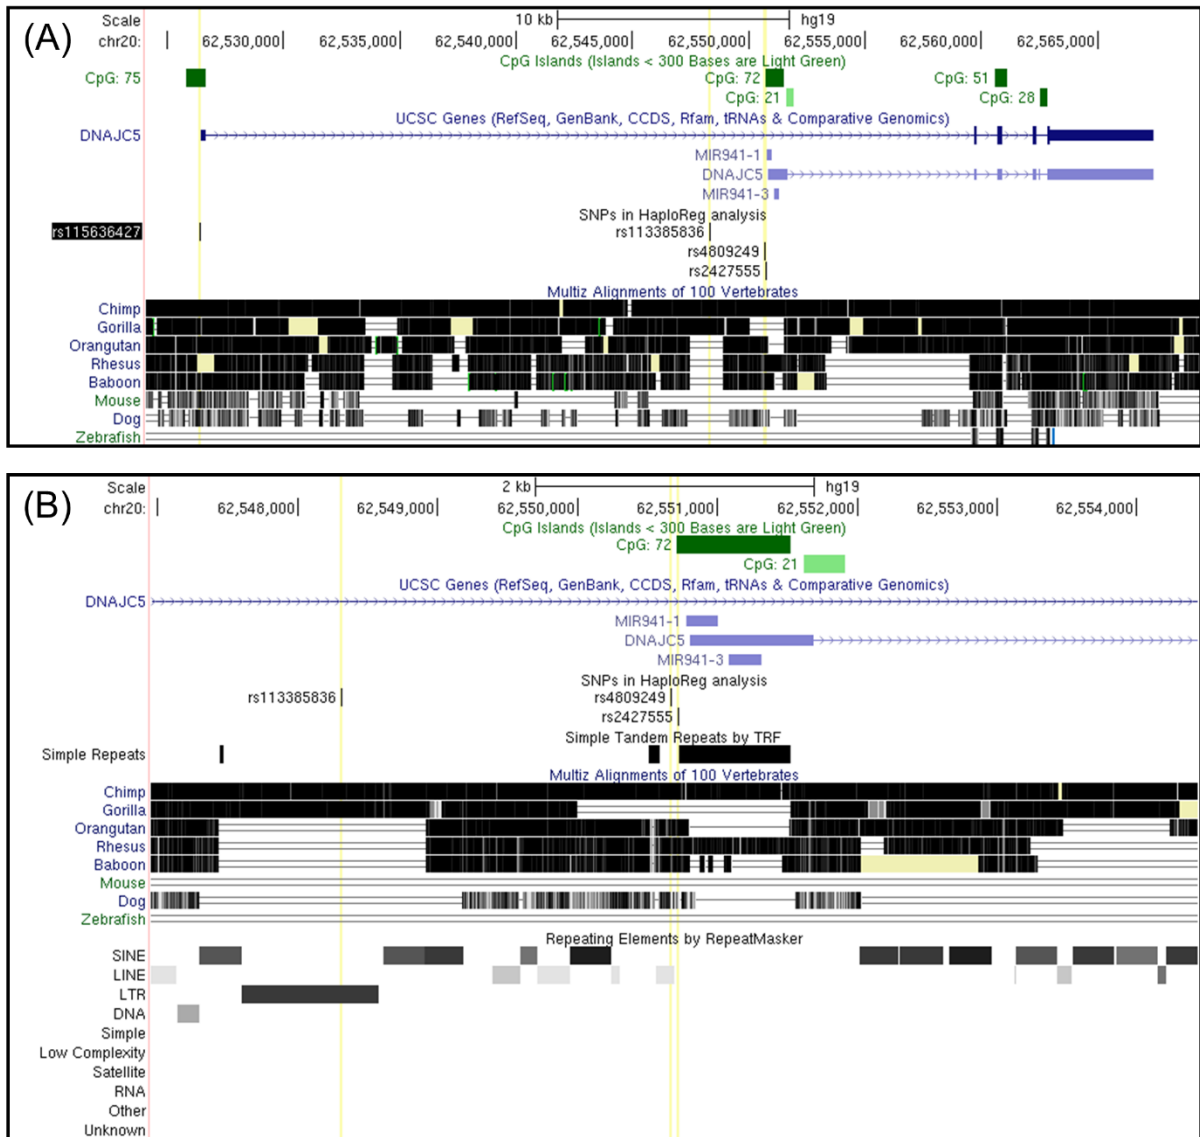 (A)
Scale 10 kb hg19
chr20: 62,530,000 62,535,000 62,540,000 62,545,000 62,550,000 62,555,000 62,560,000 62,565,000
CpG Islands (Islands < 300 Bases are Light Green)
CpG: 75 CpG: 72 CpG: 51
CpG: 21 CpG: 28
UCSC Genes (RefSeq, GenBank, CCDS, Rfam, tRNAs & Comparative Genomics)
DNAJC5
MIR941-1
DNAJC5
MIR941-3
SNPs in HaploReg analysis
rs115636427 rs113385836
rs4809249
rs2427555
Multiz Alignments of 100 Vertebrates
Chimp
Gorilla
Orangutan
Rhesus
Baboon
Mouse
Dog
Zebrafish
(B)
Scale 2 kb hg19
chr20: 62,548,000 62,549,000 62,550,000 62,551,000 62,552,000 62,553,000 62,554,000
CpG Islands (Islands < 300 Bases are Light Green)
CpG: 72
CpG: 21
UCSC Genes (RefSeq, GenBank, CCDS, Rfam, tRNAs & Comparative Genomics)
DNAJC5
MIR941-1
DNAJC5
MIR941-3
SNPs in HaploReg analysis
rs113385836 rs4809249
rs2427555
Simple Tandem Repeats by TRF
Simple Repeats
Multiz Alignments of 100 Vertebrates
Chimp
Gorilla
Orangutan
Rhesus
Baboon
Mouse
Dog
Zebrafish
Repeating Elements by RepeatMasker
SINE
LINE
LTR
DNA
Simple
Low Complexity
Satellite
RNA
Other
Unknown